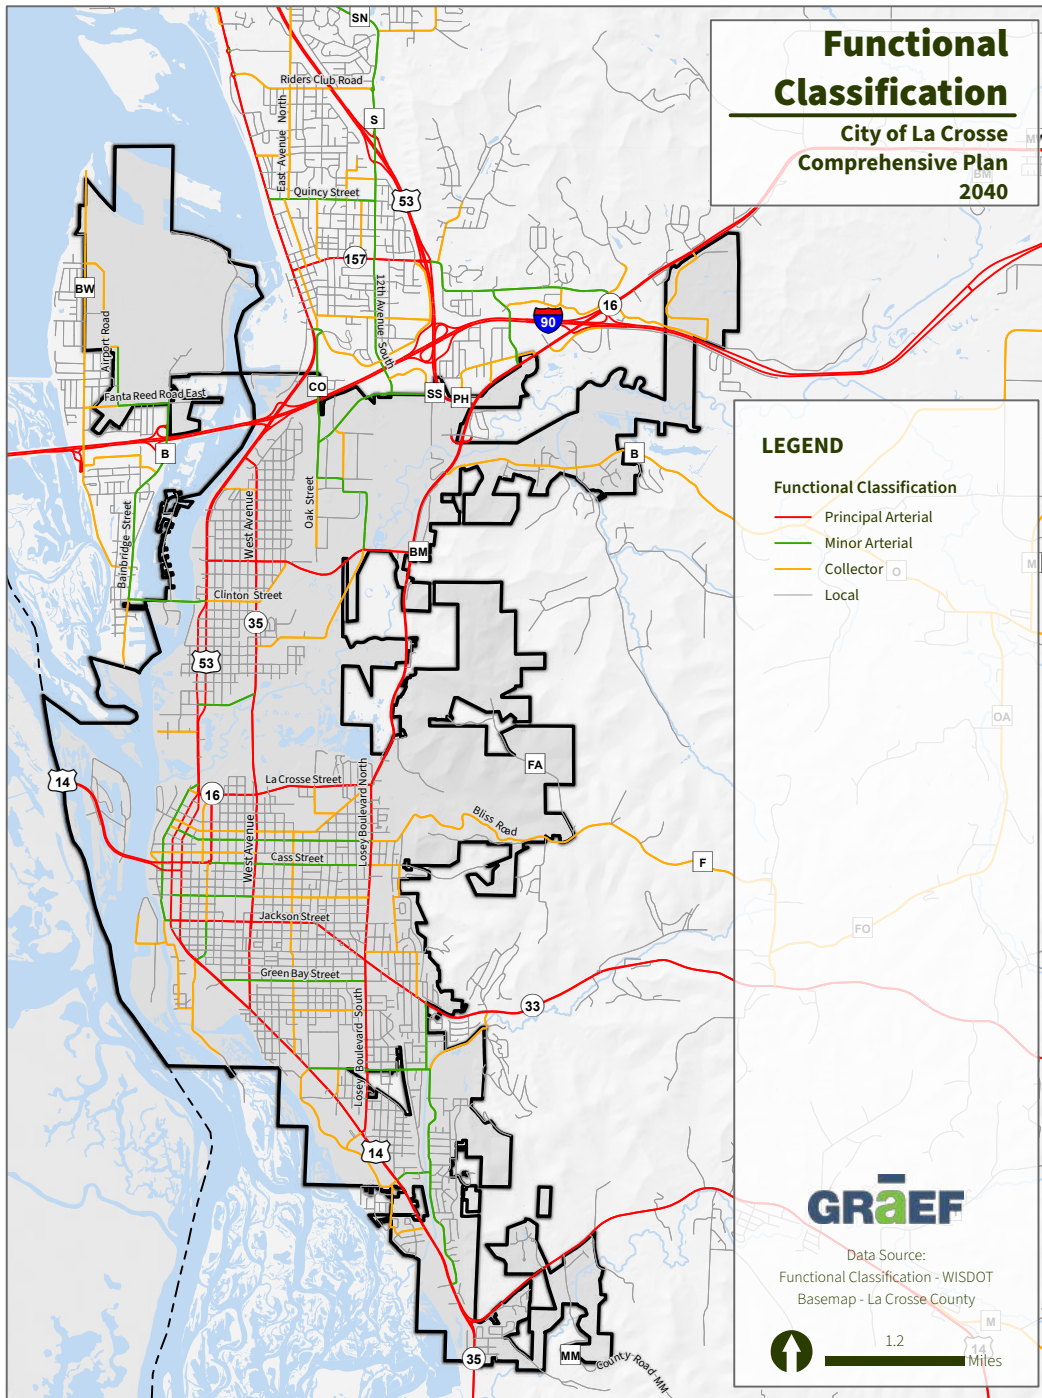 Functional
Classification
City of La Crosse
Comprehensive Plan
2040
SN
Riders Club Road
S
East Avenue North
Quincy Street
53
157
BW
12th Avenue South
16
90
Airport Road
CO
SS
PH
Fanta Reed Road East
B
B
Oak Street
West Avenue
Bainbridge Street
BM
Clinton Street
35
53
FA
14
La Crosse Street
16
Losey Boulevard North
Bliss Road
West Avenue
Cass Street
F
Jackson Street
Green Bay Street
33
Losey Boulevard South
14
35
MM
County Road MM
LEGEND
Functional Classification
Principal Arterial
Minor Arterial
Collector
Local
BM
O
M
OA
FO
M
14
GRAEF
Data Source:
Functional Classification - WISDOT
Basemap - La Crosse County
1.2
Miles